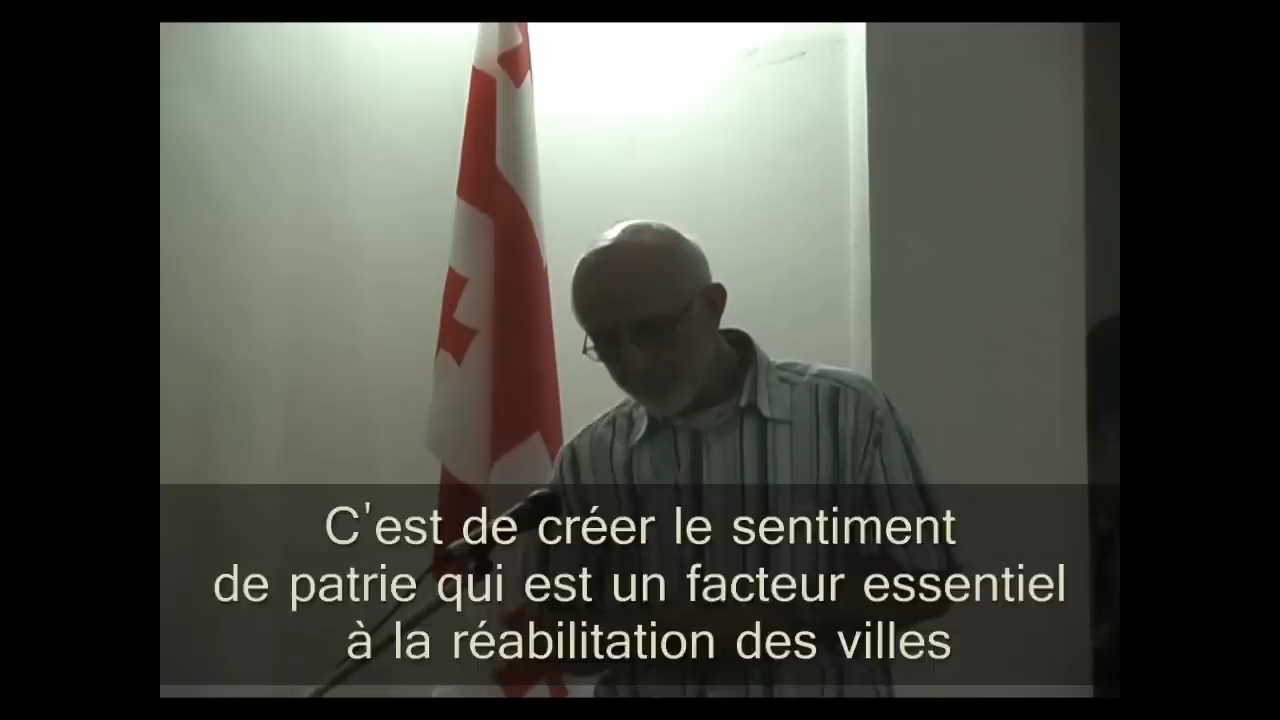 C'est de créer le sentiment
de patrie qui est un facteur essentiel
à la réabilitation des villes